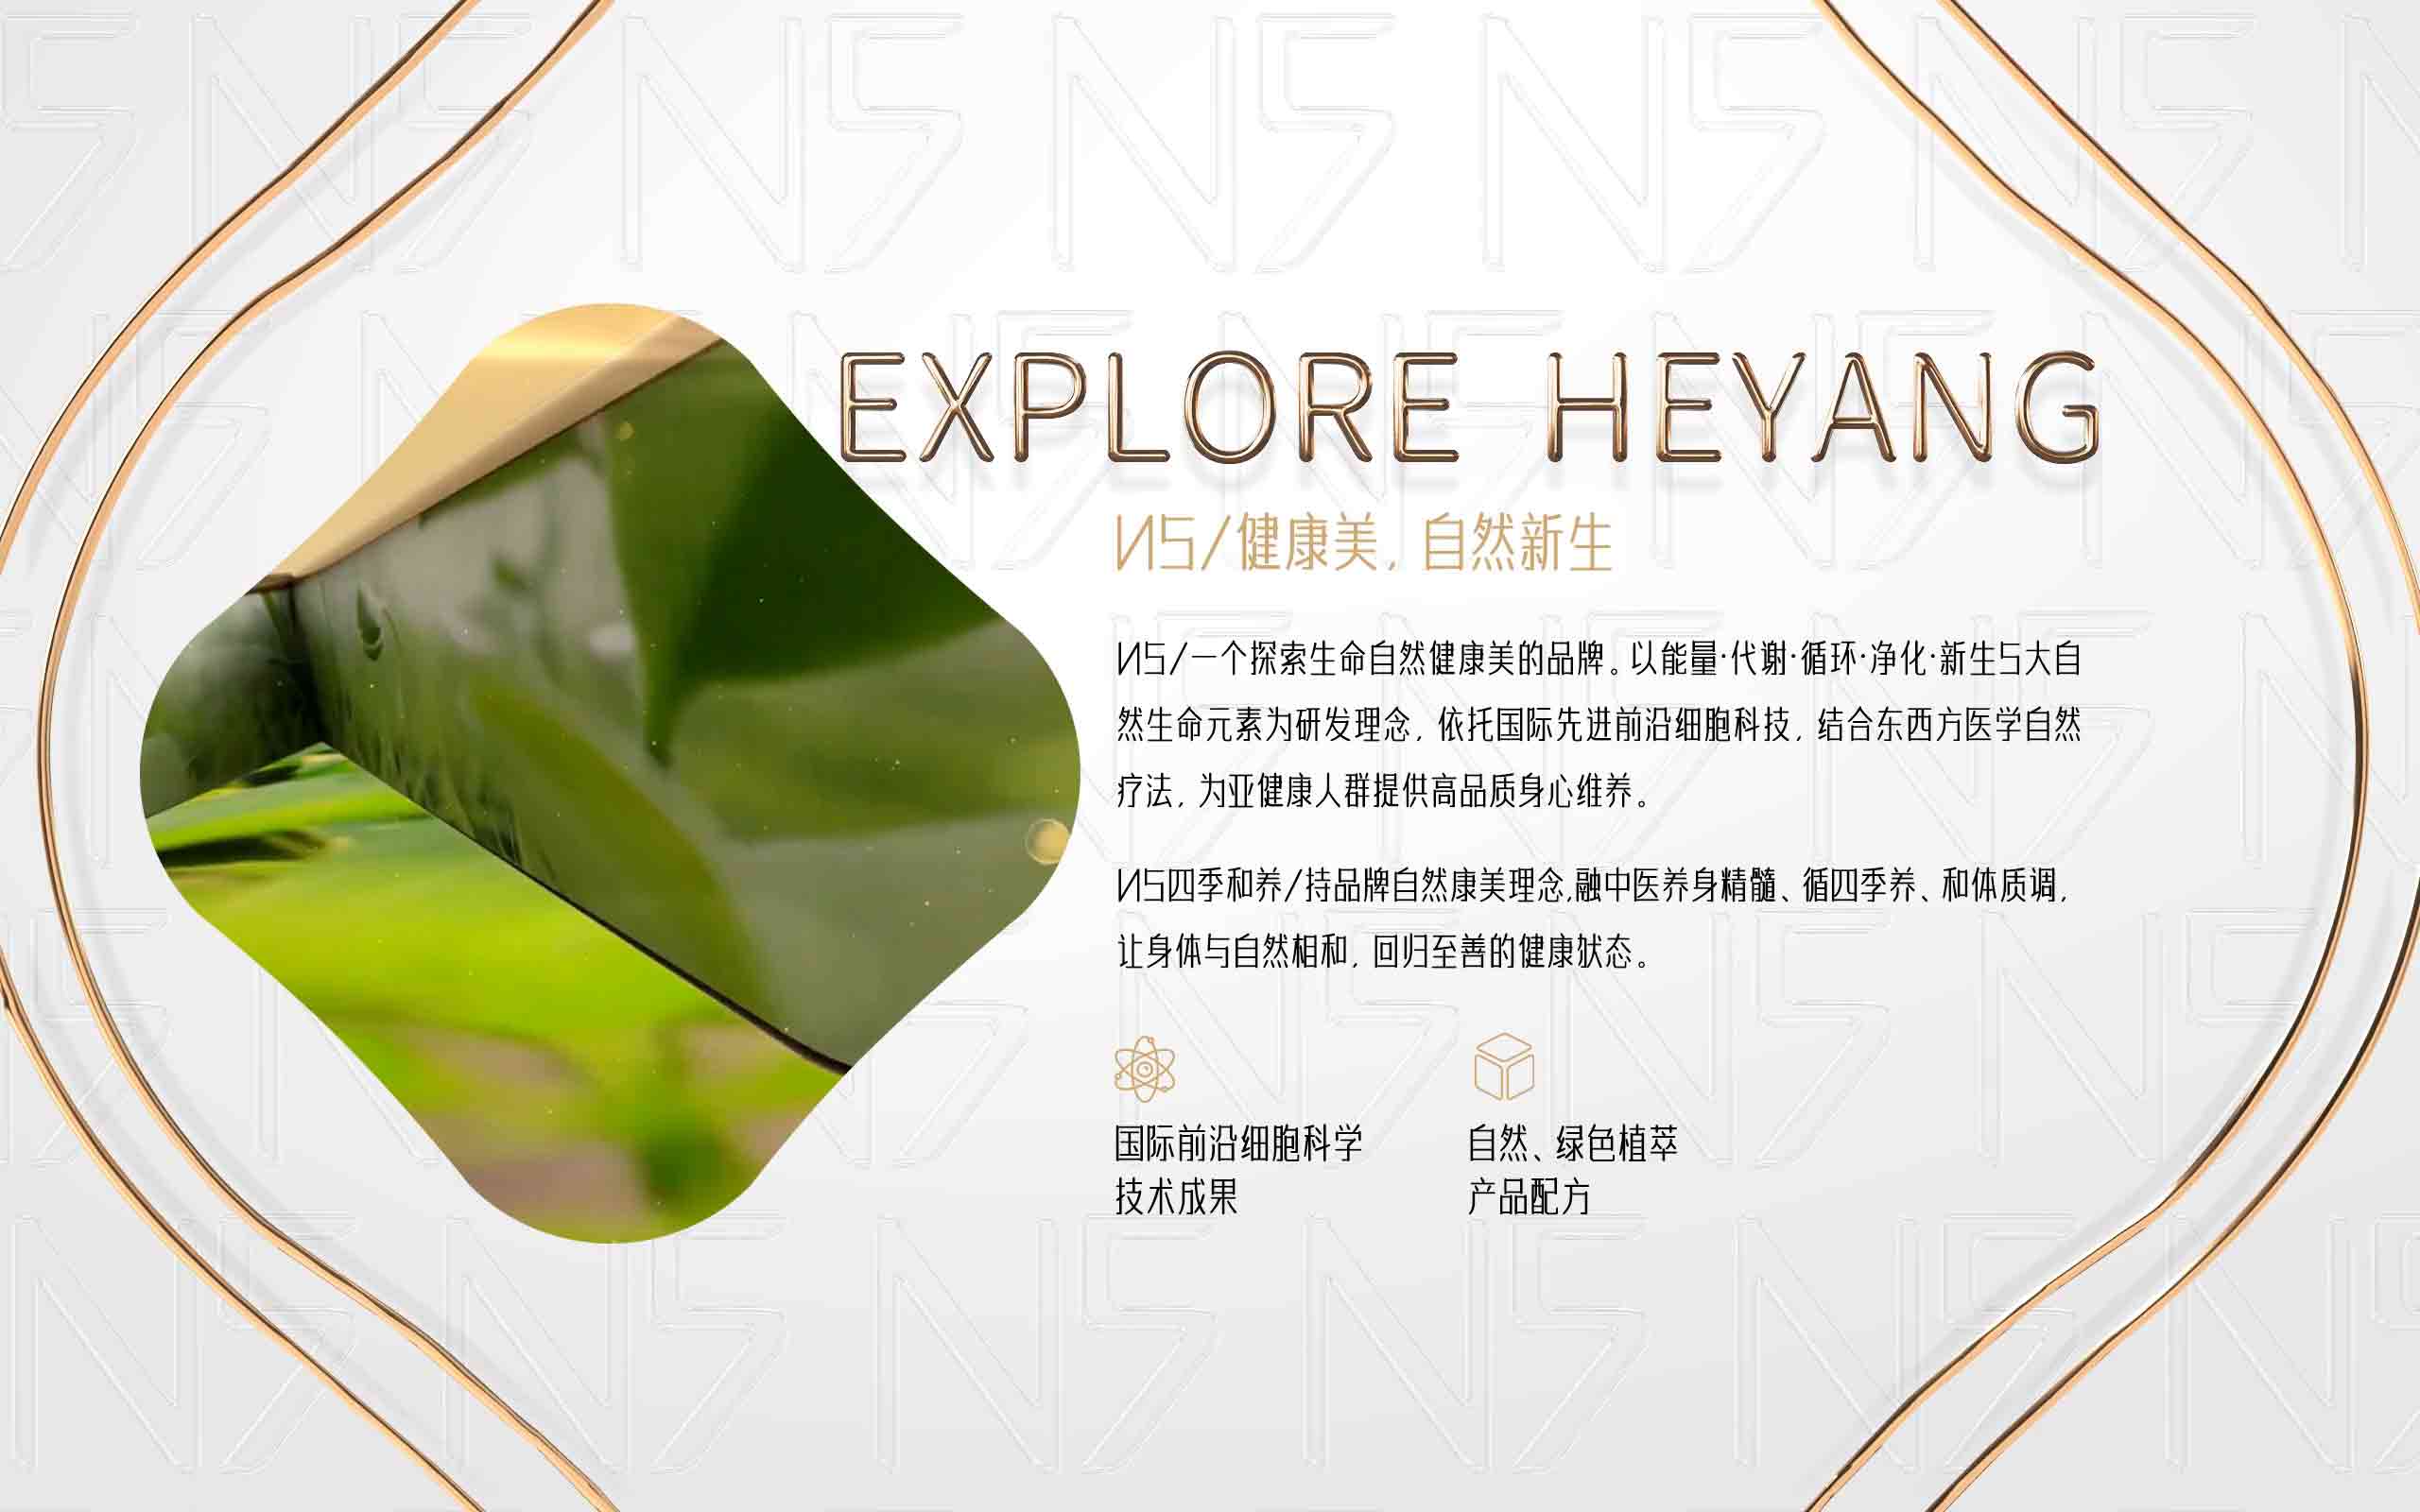 EXPLORE HEYANG
N5/健康美，自然新生
N5/一个探索生命自然健康美的品牌。以能量·代谢·循环·净化·新生5大自
然生命元素为研发理念，依托国际先进前沿细胞科技，结合东西方医学自然
疗法，为亚健康人群提供高品质身心维养。
N5四季和养/持品牌自然康美理念,融中医养身精髓、循四季养、和体质调，
让身体与自然相和，回归至善的健康状态。
国际前沿细胞科学
技术成果
自然、绿色植萃
产品配方